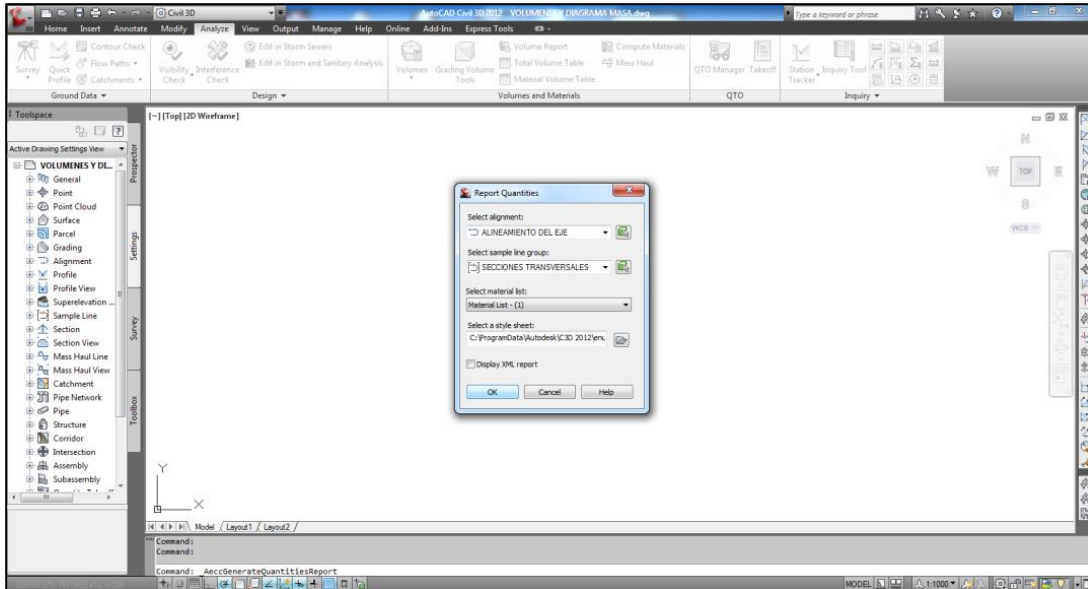 Civil 3D
AutoCAD Civil 3D 2012 VOLUMENES Y DIAGRAMA MASA.dwg
Type a keyword or phrase
Home Insert Annotate Modify Analyze View Output Manage Help Online Add-Ins Express Tools
Survey
Quick Profile
Contour Check
Flow Paths
Catchments
Visibility Check
Interference Check
Edit in Storm Sewers
Edit in Storm and Sanitary Analysis
Volumes
Grading Volume Tools
Volume Report
Total Volume Table
Material Volume Table
Compute Materials
Mass Haul
QTO Manager
Takeoff
Station Tracker
Inquiry Tool
Ground Data
Design
Volumes and Materials
QTO
Inquiry
Toolspace
Active Drawing Settings View
VOLUMENES Y DI...
General
Point
Point Cloud
Surface
Parcel
Grading
Alignment
Profile
Profile View
Superelevation ...
Sample Line
Section
Section View
Mass Haul Line
Mass Haul View
Catchment
Pipe Network
Pipe
Structure
Corridor
Intersection
Assembly
Subassembly
Prospector
Settings
Survey
Toolbox
[−] [Top] [2D Wireframe]
N
W TOP E
S
WCS
Report Quantities
Select alignment:
ALINEAMIENTO DEL EJE
Select sample line group:
SECCIONES TRANSVERSALES
Select material list:
Material List - (1)
Select a style sheet:
C:\ProgramData\Autodesk\C3D 2012\enu
Display XML report
OK Cancel Help
Y
X
Model Layout1 Layout2
Command:
Command:
Command: _AeccGenerateQuantitiesReport
MODEL 1:1000